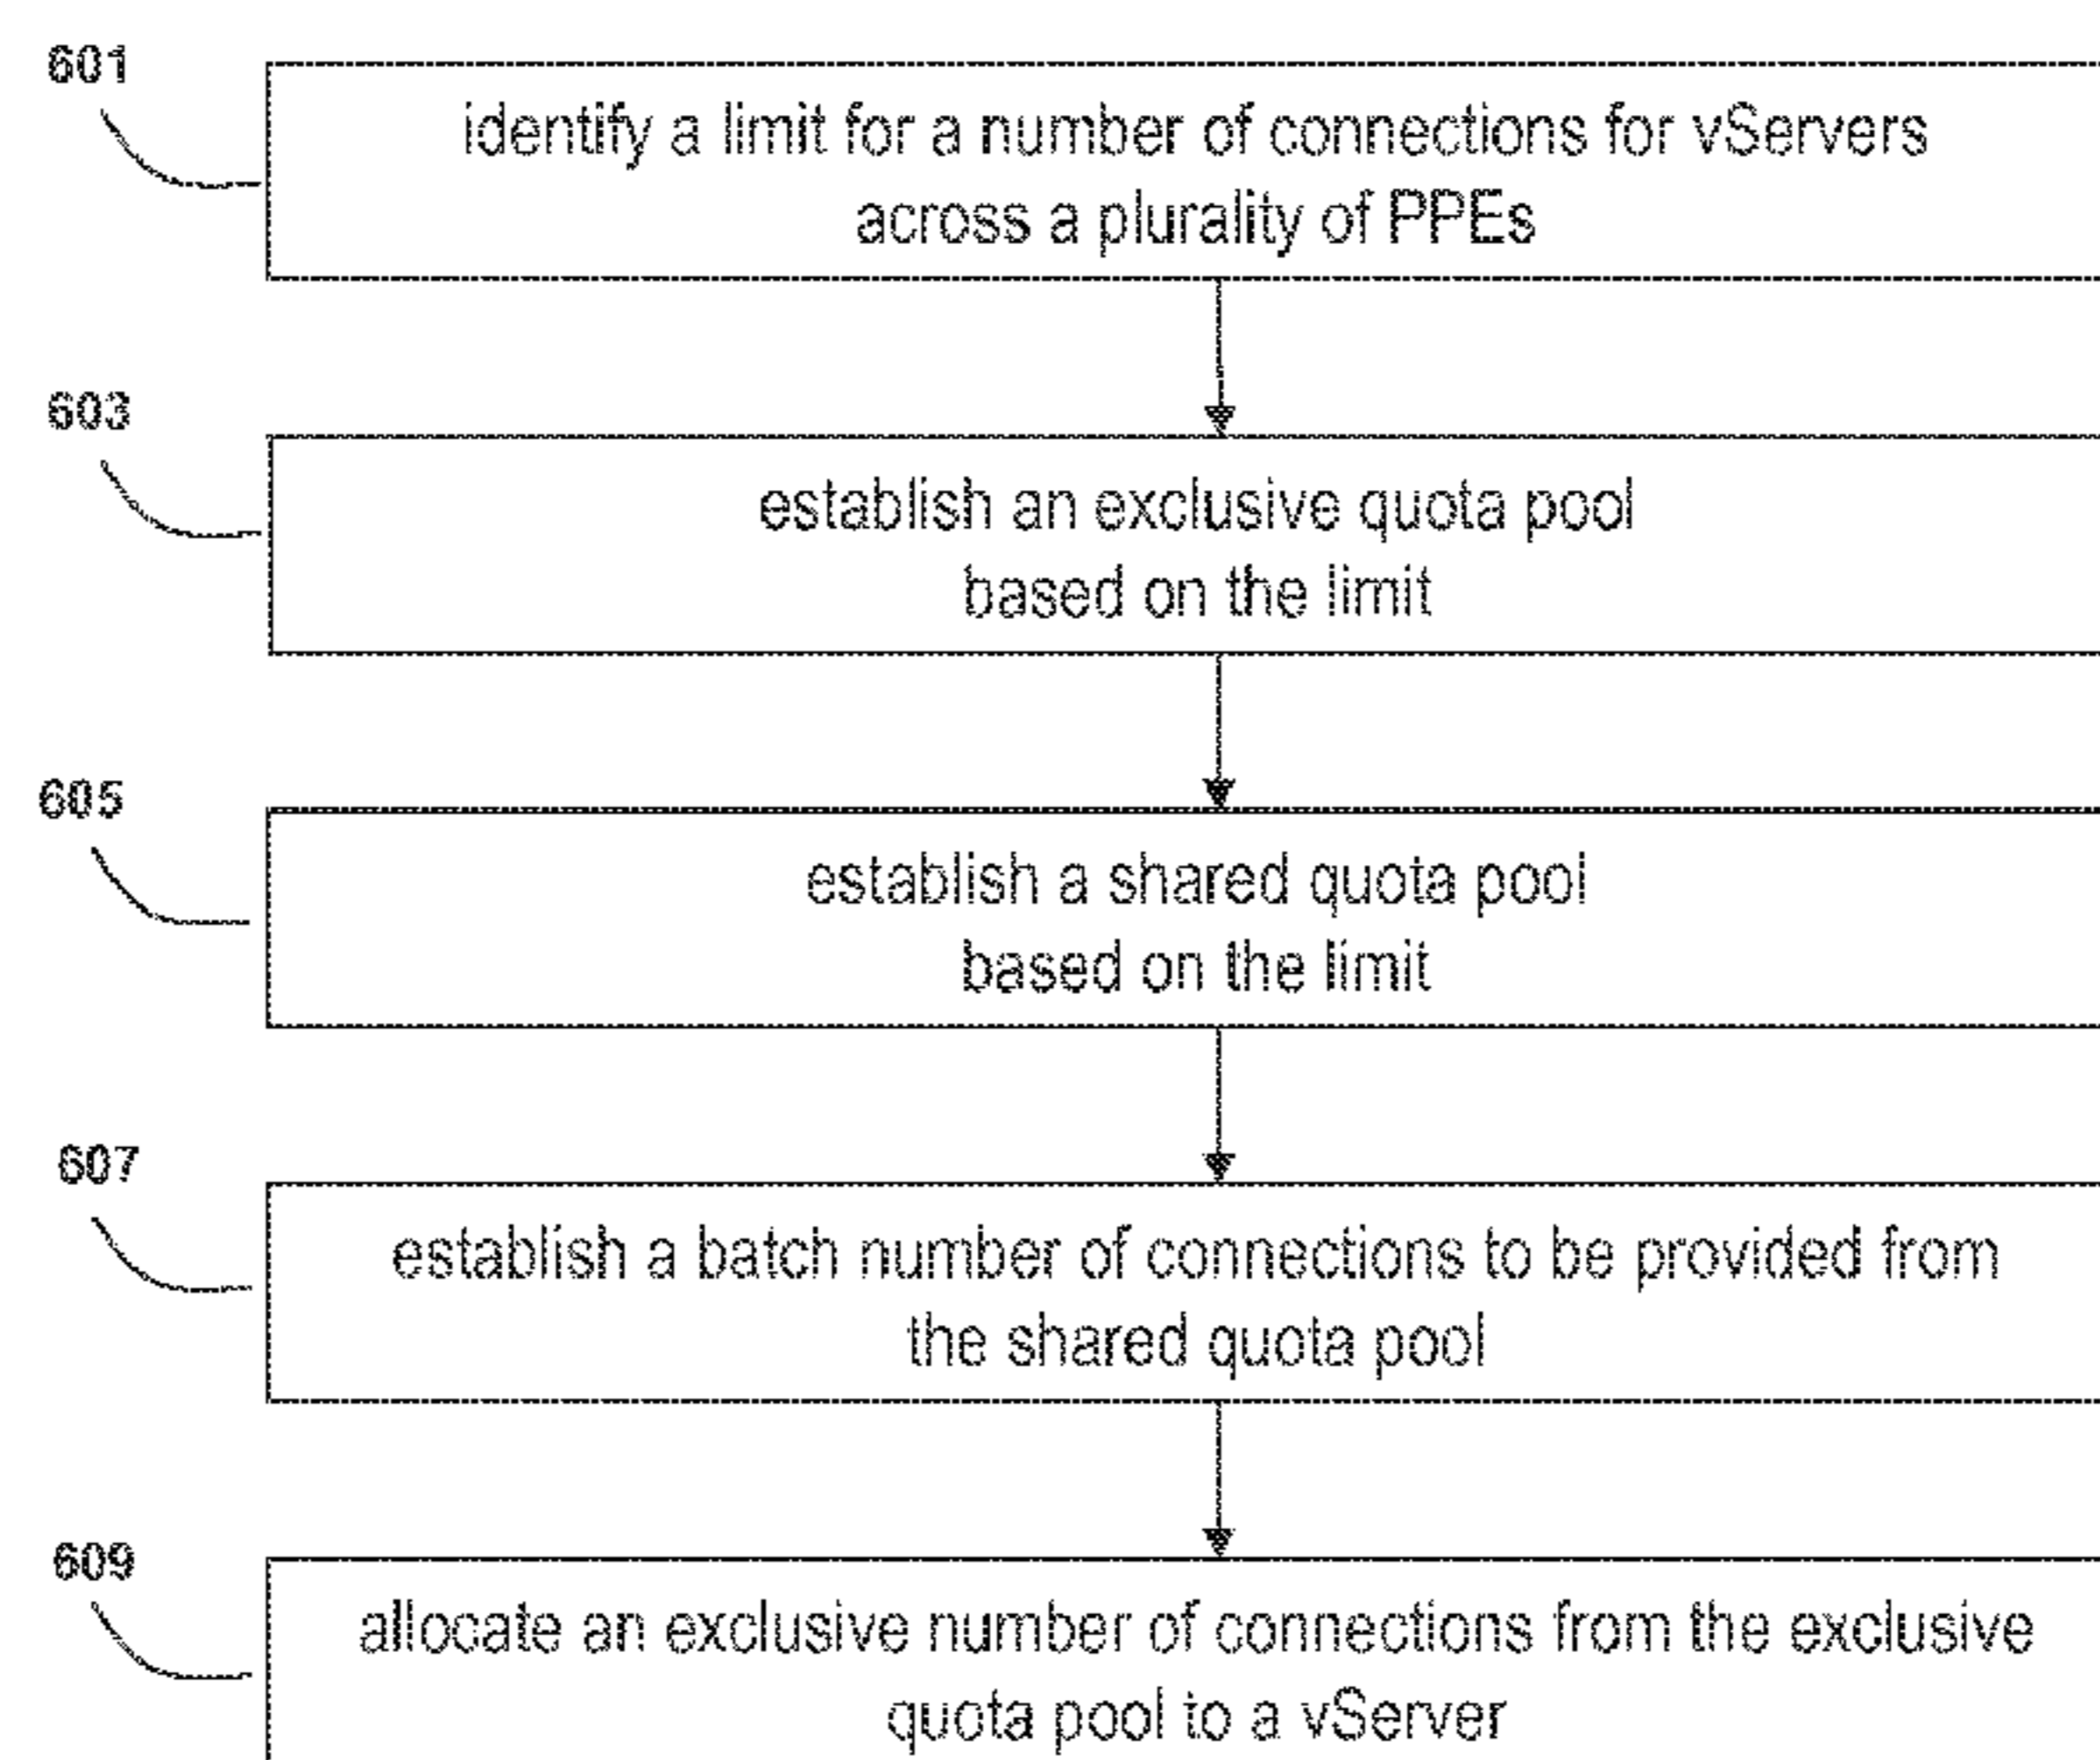 601
identify a limit for a number of connections for vServers
across a plurality of PPEs
603
establish an exclusive quota pool
based on the limit
605
establish a shared quota pool
based on the limit
607
establish a batch number of connections to be provided from
the shared quota pool
609
allocate an exclusive number of connections from the exclusive
quota pool to a vServer